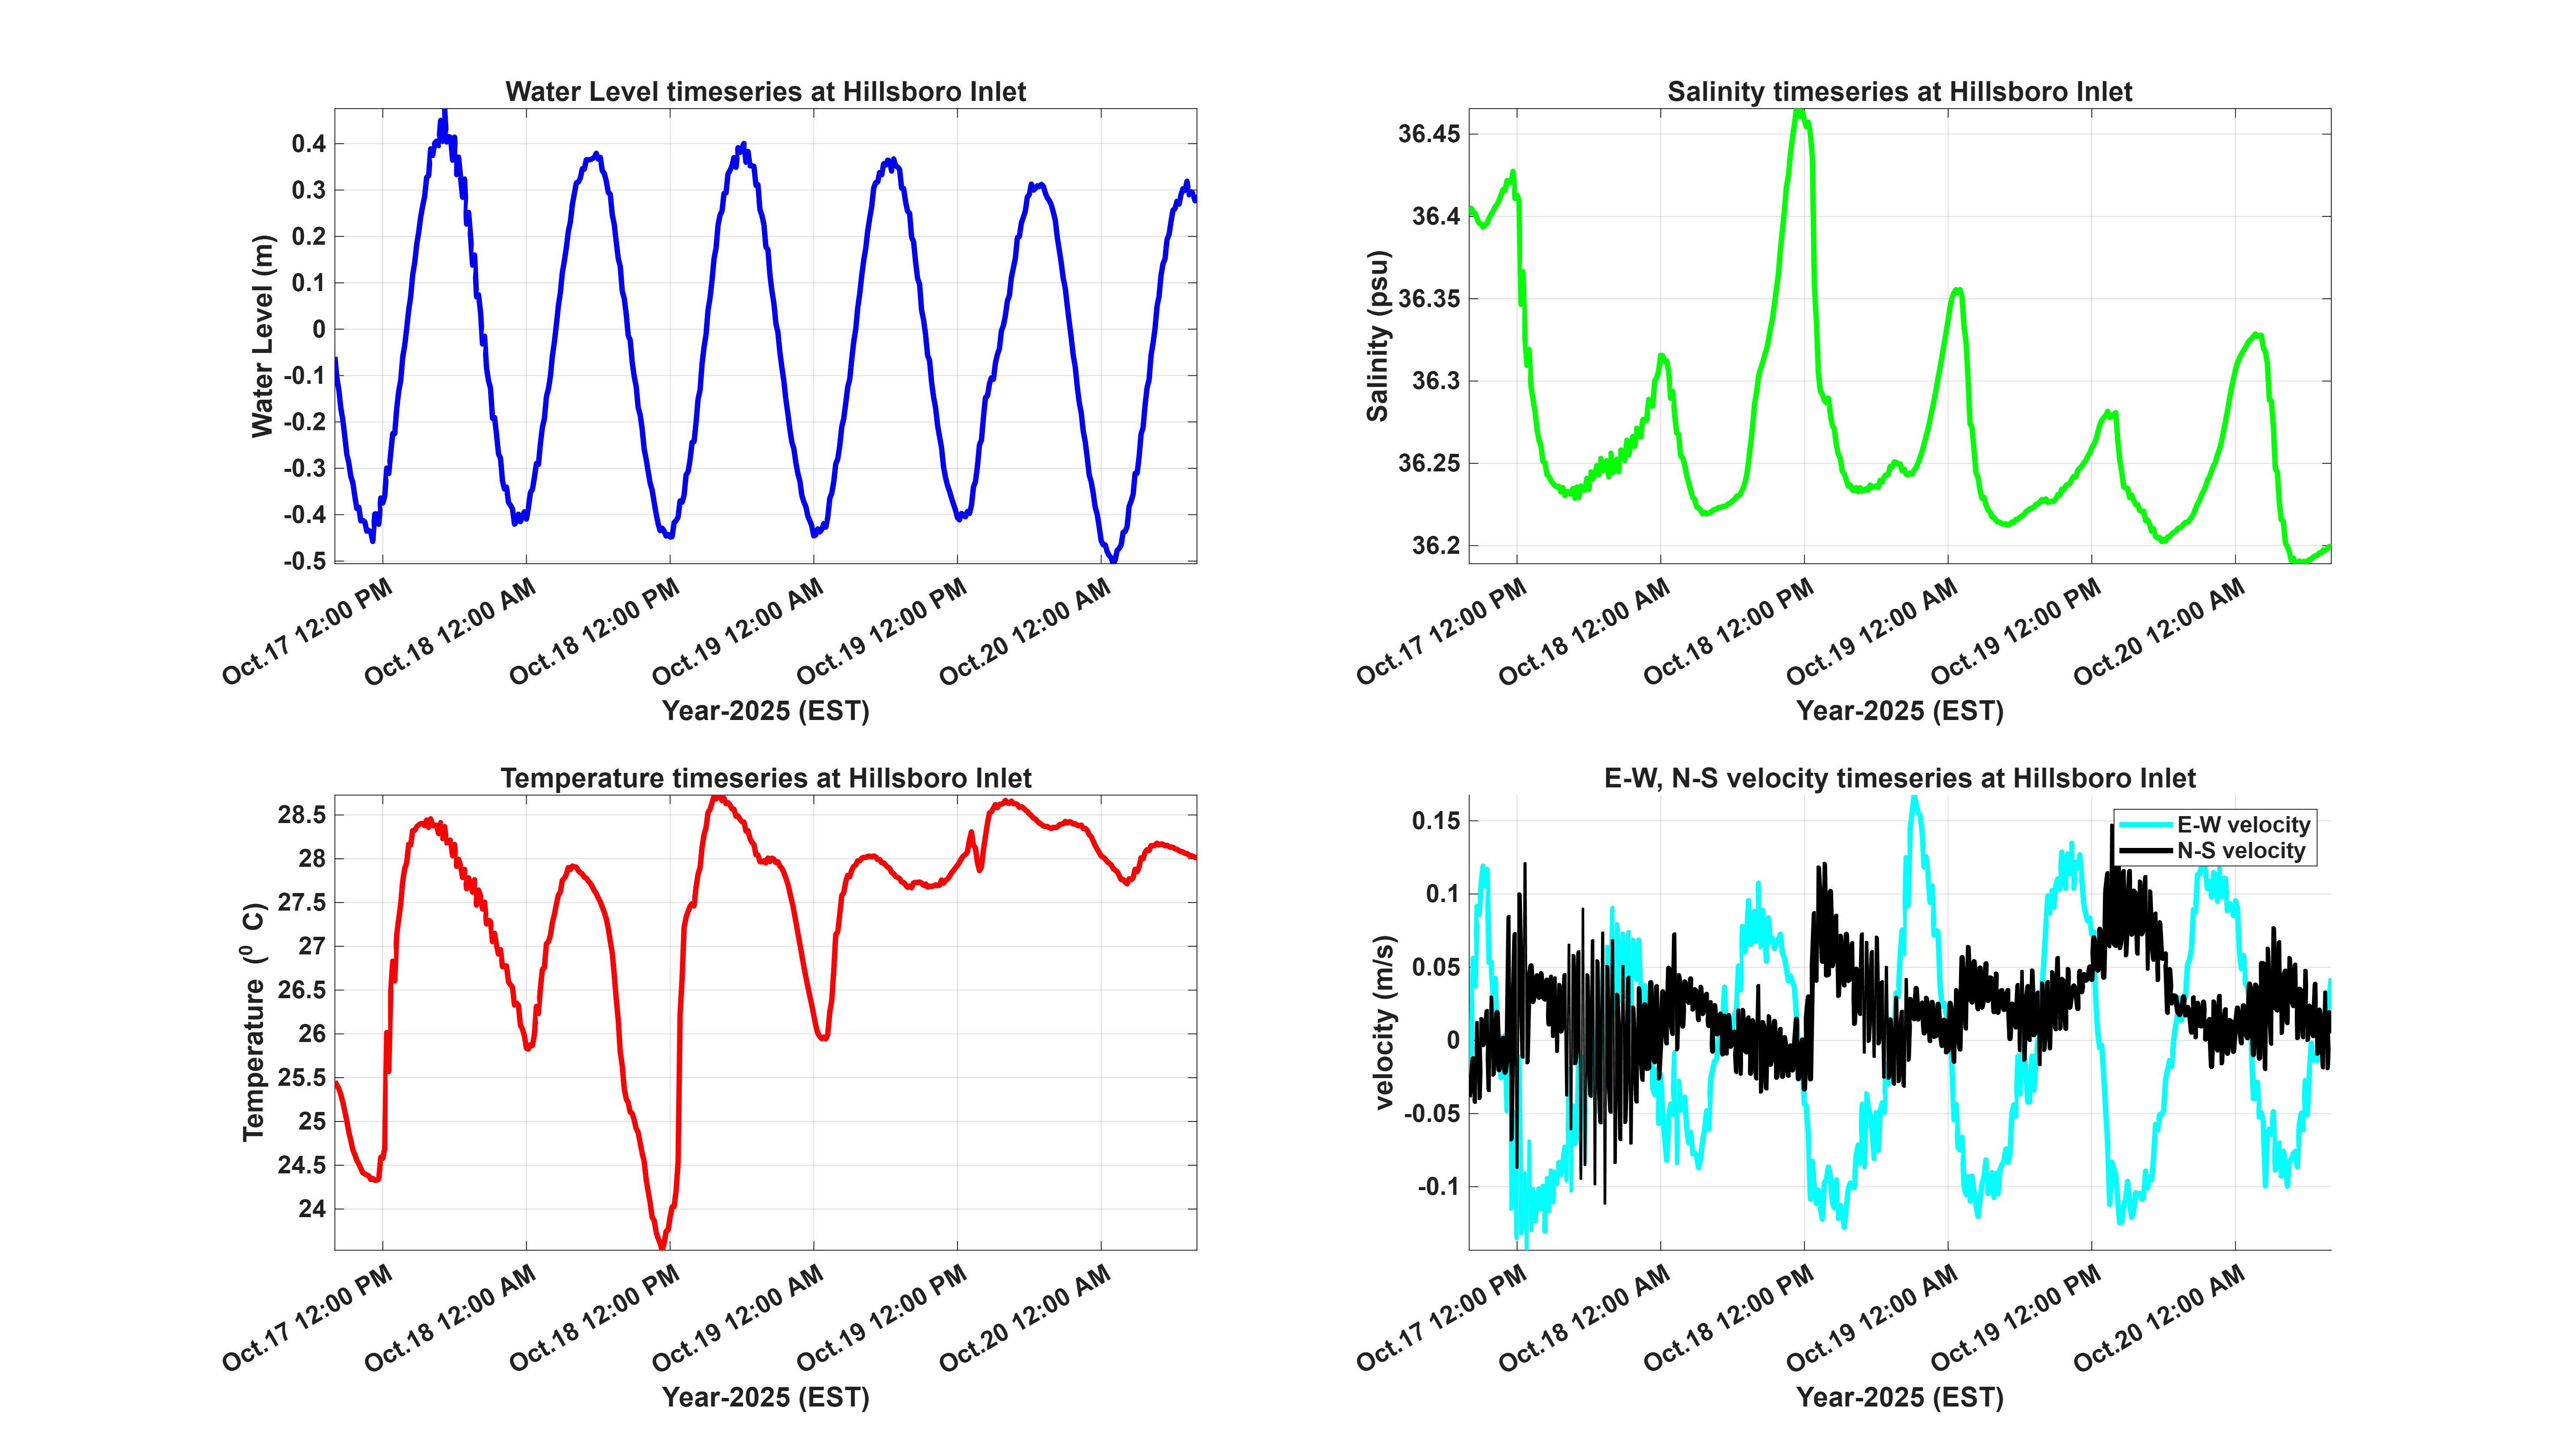 Water Level timeseries at Hillsboro Inlet
Water Level (m)
0.4
0.3
0.2
0.1
0
-0.1
-0.2
-0.3
-0.4
-0.5
Oct.17 12:00 PM
Oct.18 12:00 AM
Oct.18 12:00 PM
Oct.19 12:00 AM
Oct.19 12:00 PM
Oct.20 12:00 AM
Year-2025 (EST)
Salinity timeseries at Hillsboro Inlet
Salinity (psu)
36.45
36.4
36.35
36.3
36.25
36.2
Oct.17 12:00 PM
Oct.18 12:00 AM
Oct.18 12:00 PM
Oct.19 12:00 AM
Oct.19 12:00 PM
Oct.20 12:00 AM
Year-2025 (EST)
Temperature timeseries at Hillsboro Inlet
Temperature (⁰ C)
28.5
28
27.5
27
26.5
26
25.5
25
24.5
24
Oct.17 12:00 PM
Oct.18 12:00 AM
Oct.18 12:00 PM
Oct.19 12:00 AM
Oct.19 12:00 PM
Oct.20 12:00 AM
Year-2025 (EST)
E-W, N-S velocity timeseries at Hillsboro Inlet
velocity (m/s)
0.15
0.1
0.05
0
-0.05
-0.1
E-W velocity
N-S velocity
Oct.17 12:00 PM
Oct.18 12:00 AM
Oct.18 12:00 PM
Oct.19 12:00 AM
Oct.19 12:00 PM
Oct.20 12:00 AM
Year-2025 (EST)